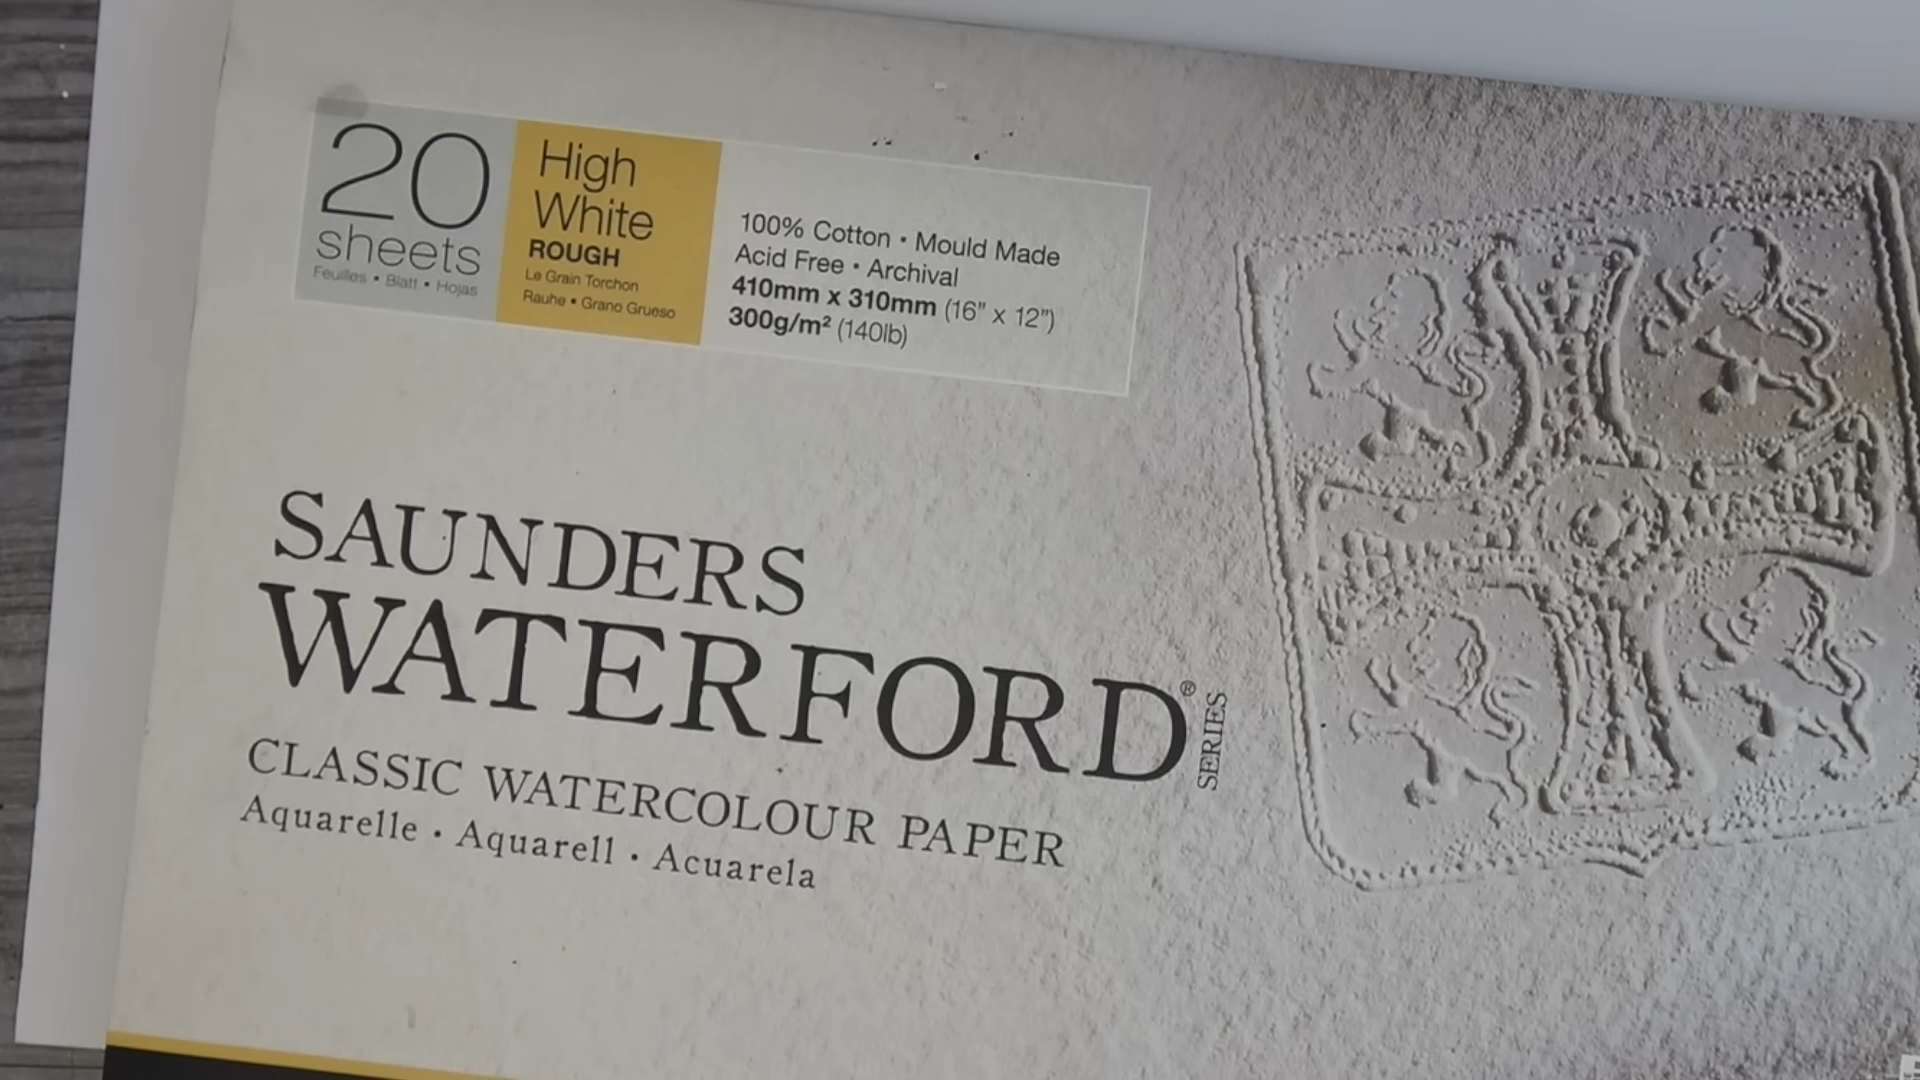 20
sheets
Feuilles • Blatt • Hojas
High
White
ROUGH
Le Grain Torchon
Rauhe • Grano Grueso
100% Cotton • Mould Made
Acid Free • Archival
410mm x 310mm (16" x 12")
300g/m² (140lb)
SAUNDERS
WATERFORD®
SERIES
CLASSIC WATERCOLOUR PAPER
Aquarelle • Aquarell • Acuarela